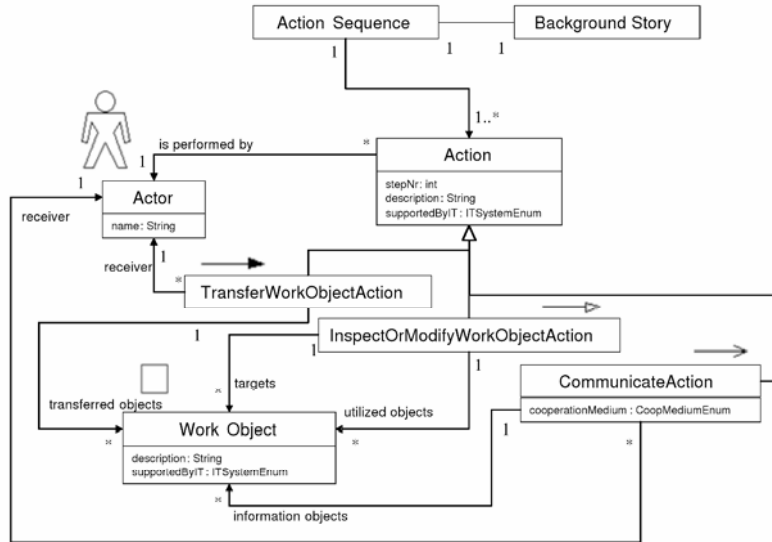 Action Sequence
Background Story
1
1
1
1..*
is performed by
*
Action
1
stepNr: int
description: String
supportedByIT : ITSystemEnum
1
Actor
receiver
name: String
1
receiver
*
TransferWorkObjectAction
1
InspectOrModifyWorkObjectAction
1
1
CommunicateAction
*
targets
transferred objects
utilized objects
cooperationMedium : CoopMediumEnum
Work Object
1
*
*
*
description: String
supportedByIT : ITSystemEnum
*
information objects